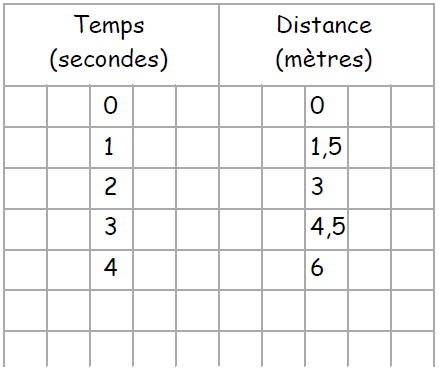 Temps Distance
(secondes) (mètres)
0 0
1 1,5
2 3
3 4,5
4 6